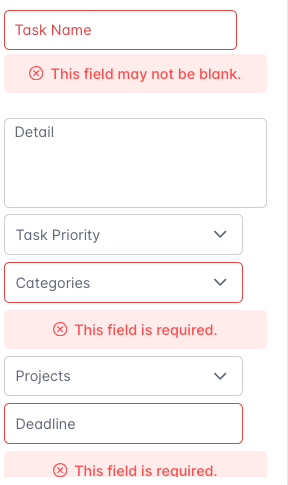 Task Name
This field may not be blank.
Detail
Task Priority
Categories
This field is required.
Projects
Deadline
This field is required.